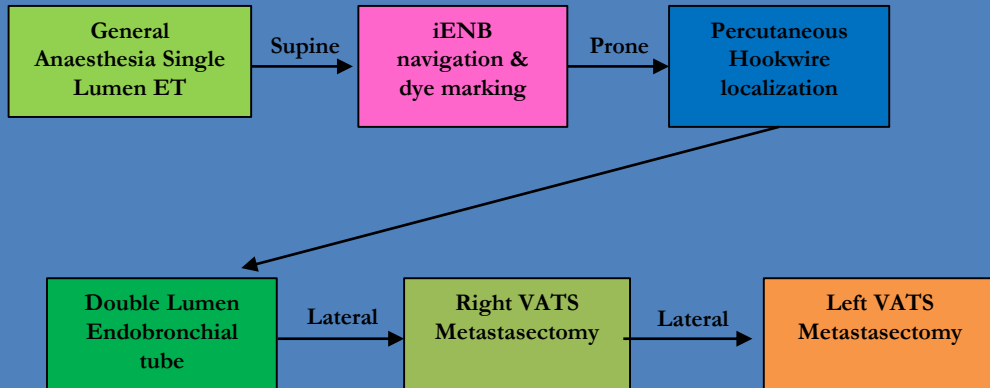 General
Anaesthesia Single
Lumen ET
Supine
iENB
navigation &
dye marking
Prone
Percutaneous
Hookwire
localization
Double Lumen
Endobronchial
tube
Lateral
Right VATS
Metastasectomy
Lateral
Left VATS
Metastasectomy